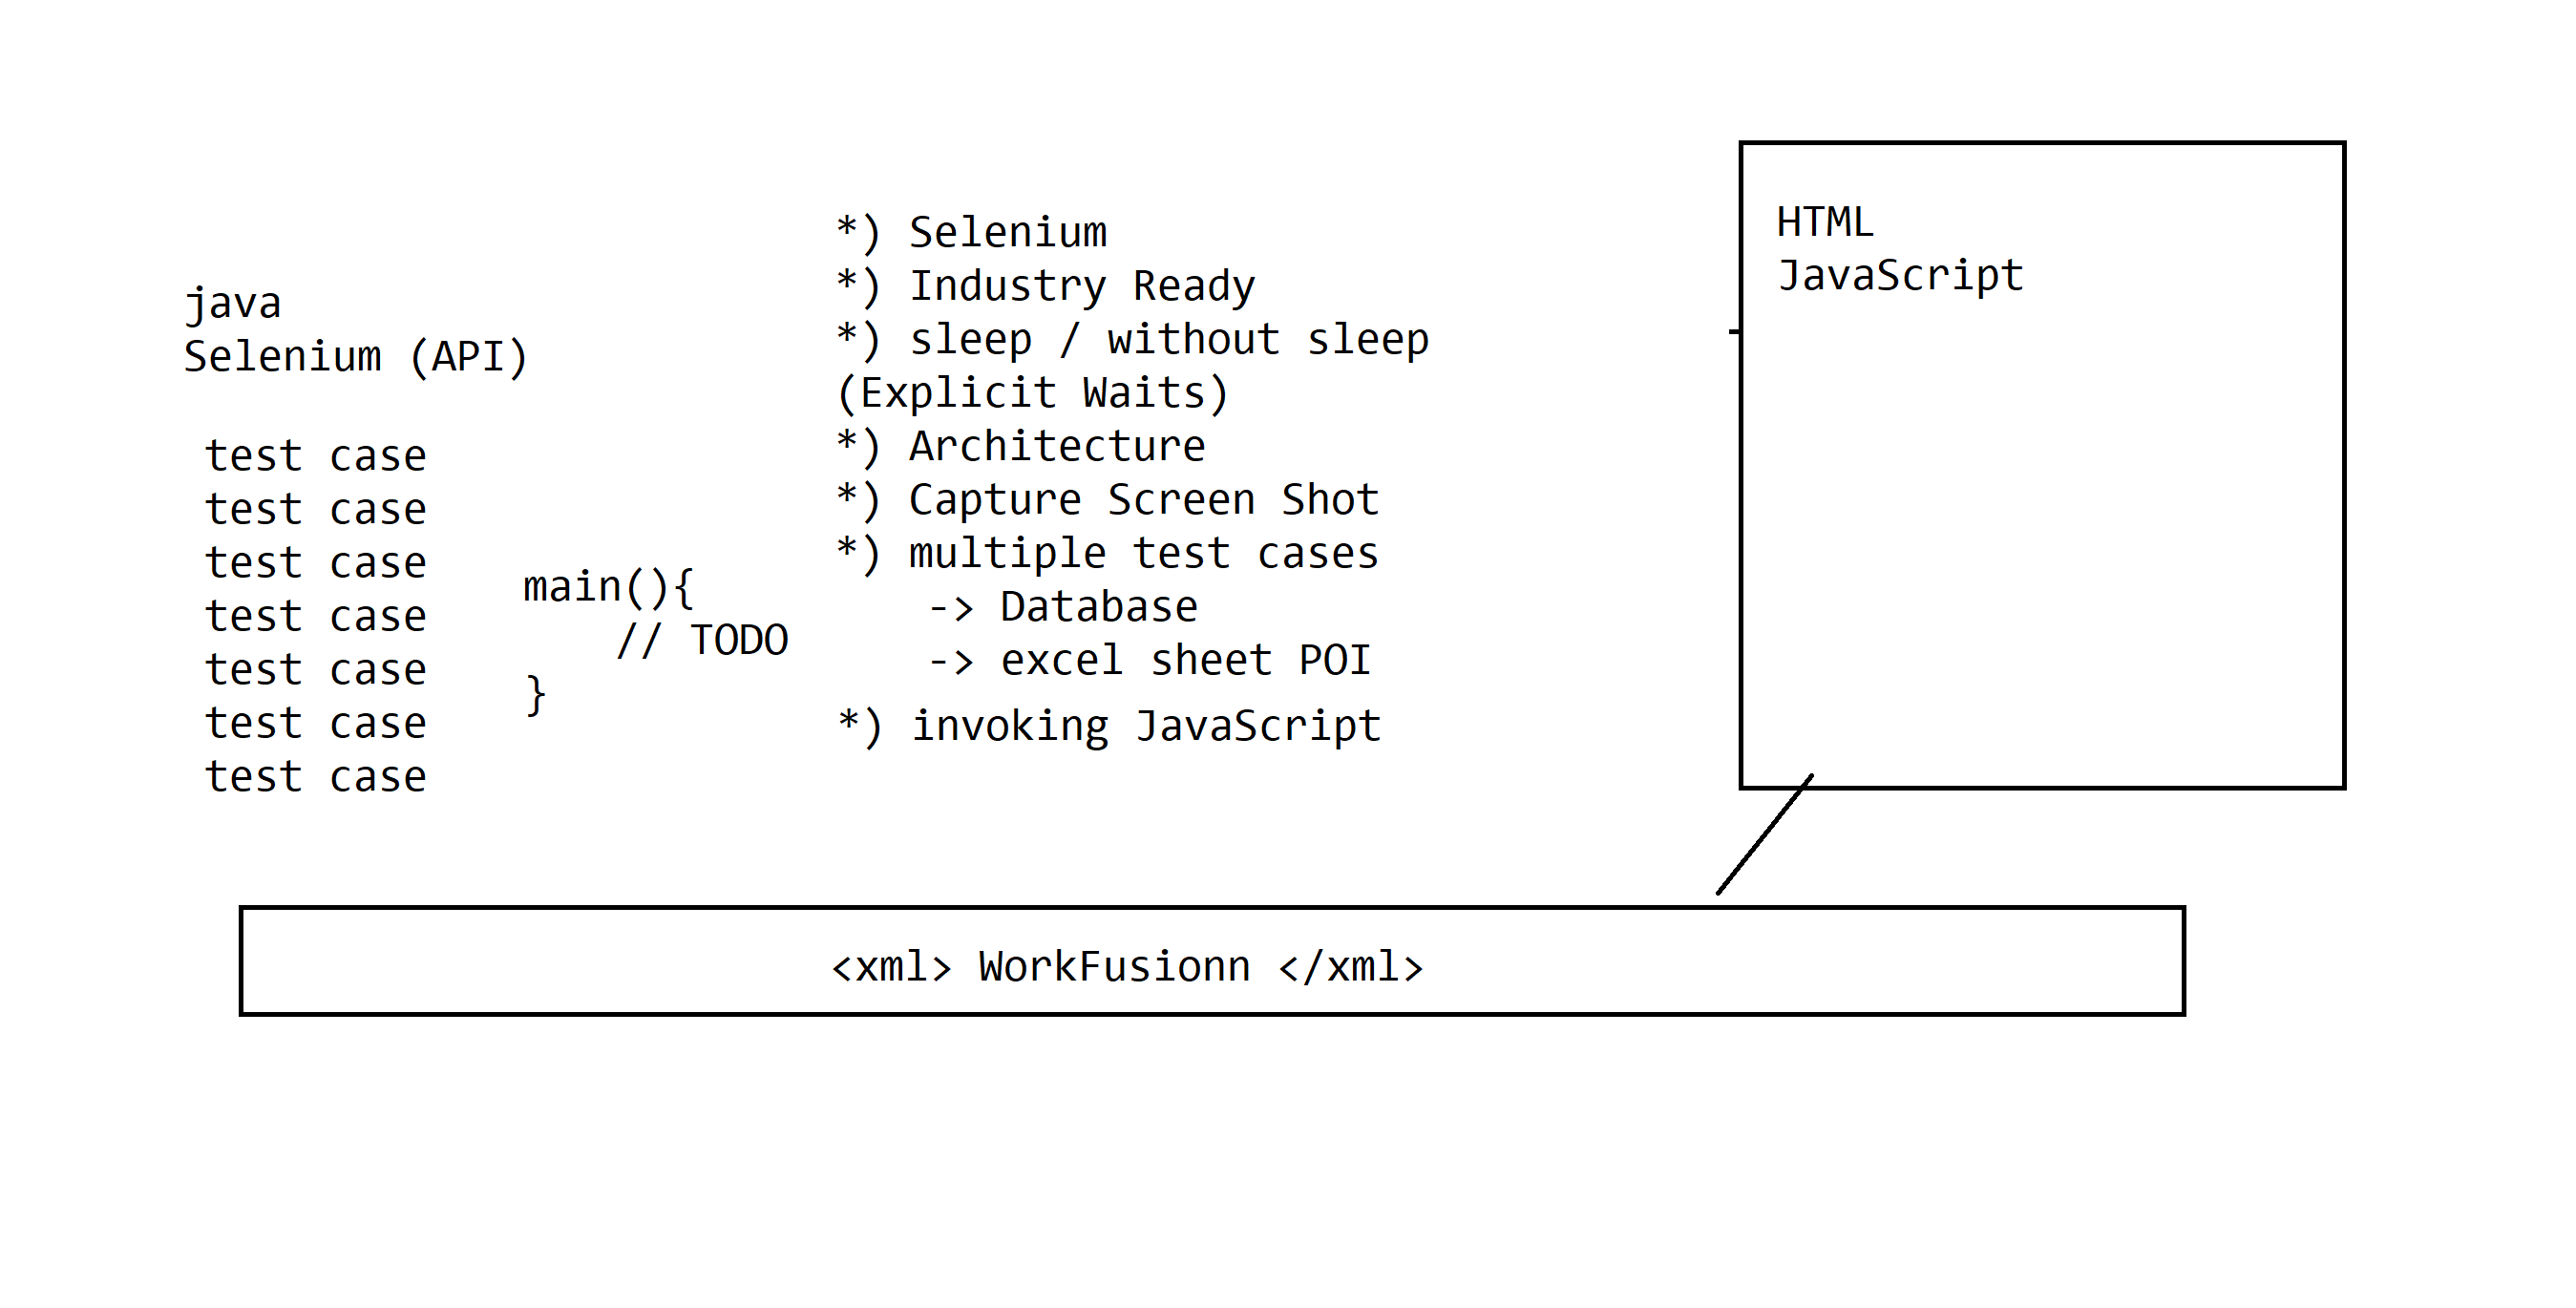 java
Selenium (API)
test case
test case
test case
test case
test case
test case
test case
main(){
// TODO
}
*) Selenium
*) Industry Ready
*) sleep / without sleep
(Explicit Waits)
*) Architecture
*) Capture Screen Shot
*) multiple test cases
-> Database
-> excel sheet POI
*) invoking JavaScript
HTML
JavaScript
<xml> WorkFusionn </xml>